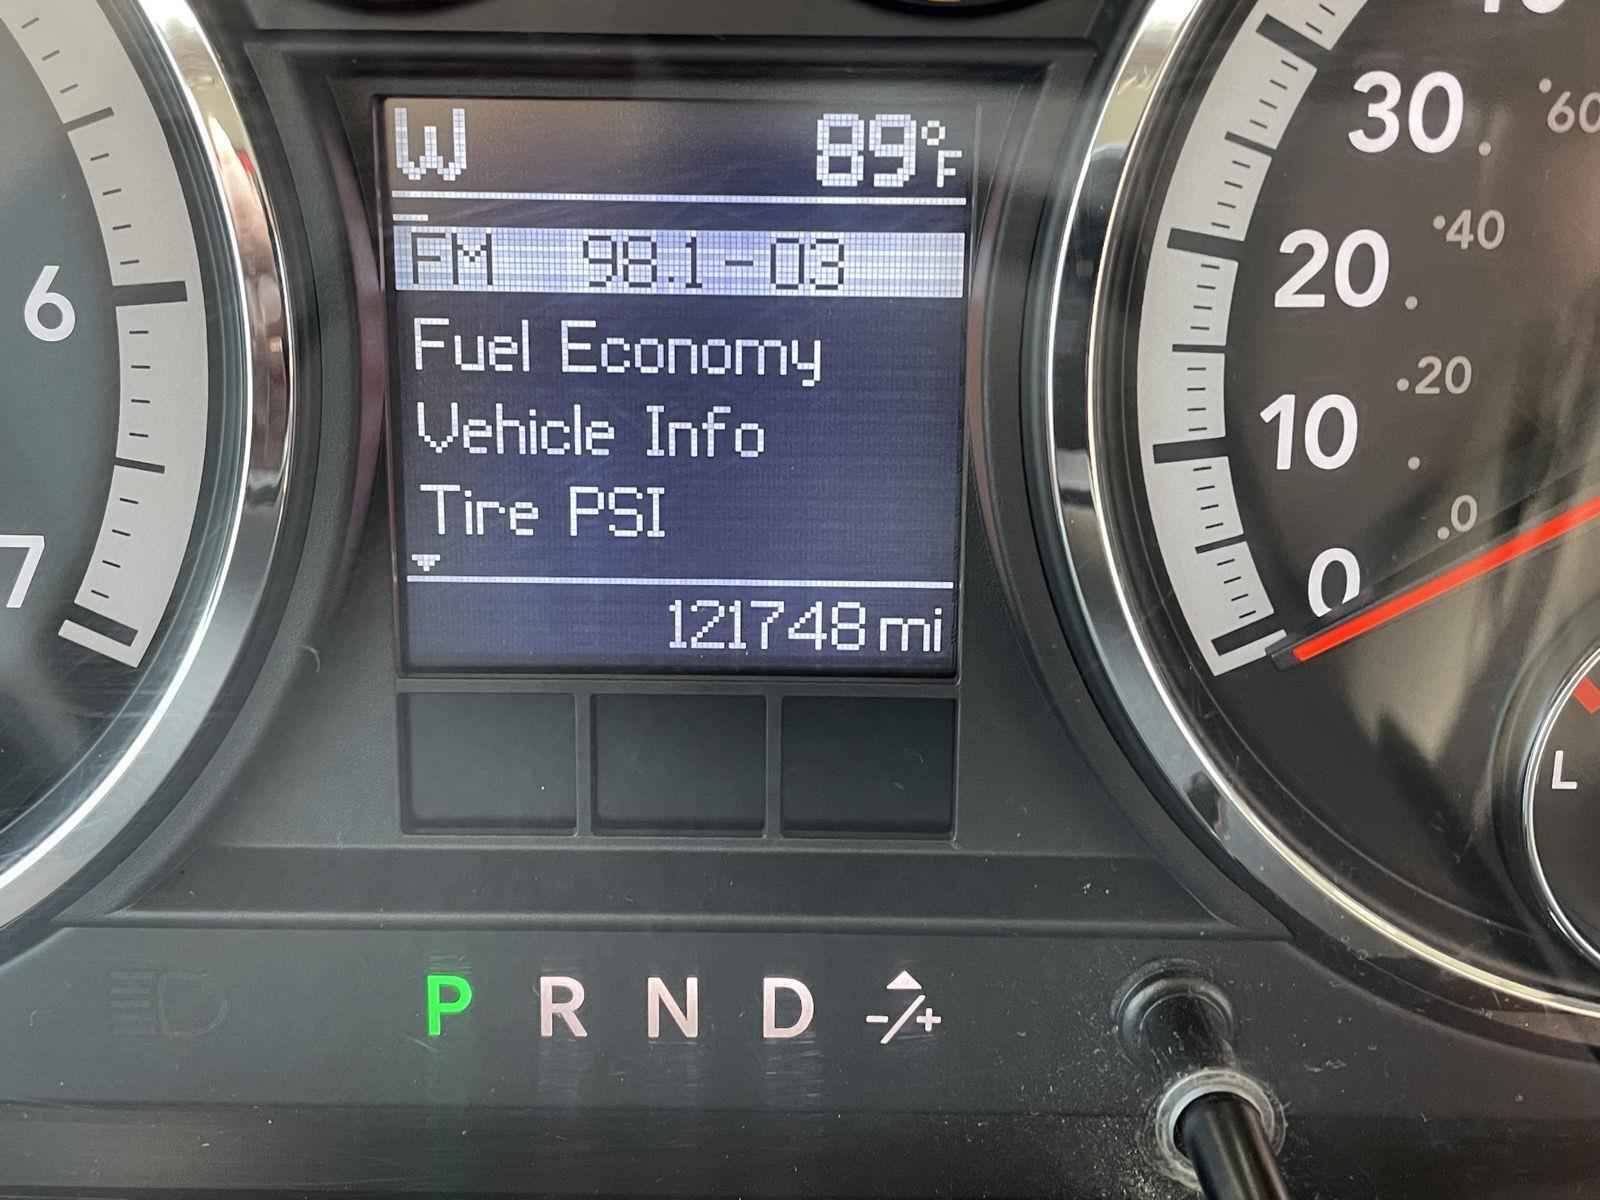 W 89°F
FM 98.1-03
Fuel Economy
Vehicle Info
Tire PSI
121748 mi
6
7
30
20
10
0
60
40
20
0
L
P R N D -/+